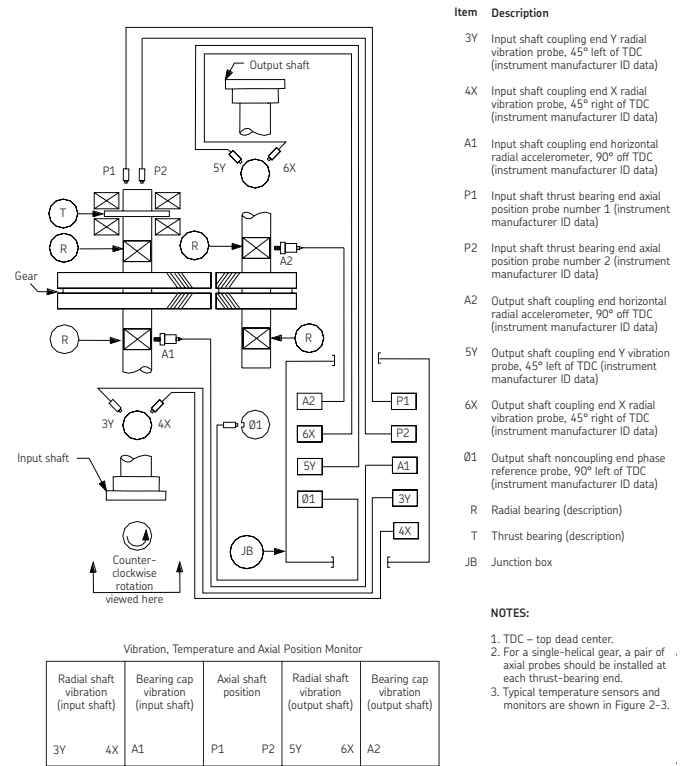 Output shaft
P1 P2
5Y 6X
T
R
R
A2
Gear
R
A1
R
3Y 4X
Ø1
Input shaft
A2
6X
5Y
Ø1
P1
P2
A1
3Y
4X
JB
Counter-
clockwise
rotation
viewed here
Item Description
3Y Input shaft coupling end Y radial
vibration probe, 45° left of TDC
(instrument manufacturer ID data)
4X Input shaft coupling end X radial
vibration probe, 45° right of TDC
(instrument manufacturer ID data)
A1 Input shaft coupling end horizontal
radial accelerometer, 90° off TDC
(instrument manufacturer ID data)
P1 Input shaft thrust bearing end axial
position probe number 1 (instrument
manufacturer ID data)
P2 Input shaft thrust bearing end axial
position probe number 2 (instrument
manufacturer ID data)
A2 Output shaft coupling end horizontal
radial accelerometer, 90° off TDC
(instrument manufacturer ID data)
5Y Output shaft coupling end Y vibration
probe, 45° left of TDC (instrument
manufacturer ID data)
6X Output shaft coupling end X radial
vibration probe, 45° right of TDC
(instrument manufacturer ID data)
Ø1 Output shaft noncoupling end phase
reference probe, 90° left of TDC
(instrument manufacturer ID data)
R Radial bearing (description)
T Thrust bearing (description)
JB Junction box
NOTES:
1. TDC – top dead center.
2. For a single-helical gear, a pair of
axial probes should be installed at
each thrust-bearing end.
3. Typical temperature sensors and
monitors are shown in Figure 2-3.
Vibration, Temperature and Axial Position Monitor
Radial shaft
vibration
(input shaft)
3Y 4X
Bearing cap
vibration
(input shaft)
A1
Axial shaft
position
P1 P2
Radial shaft
vibration
(output shaft)
5Y 6X
Bearing cap
vibration
(output shaft)
A2